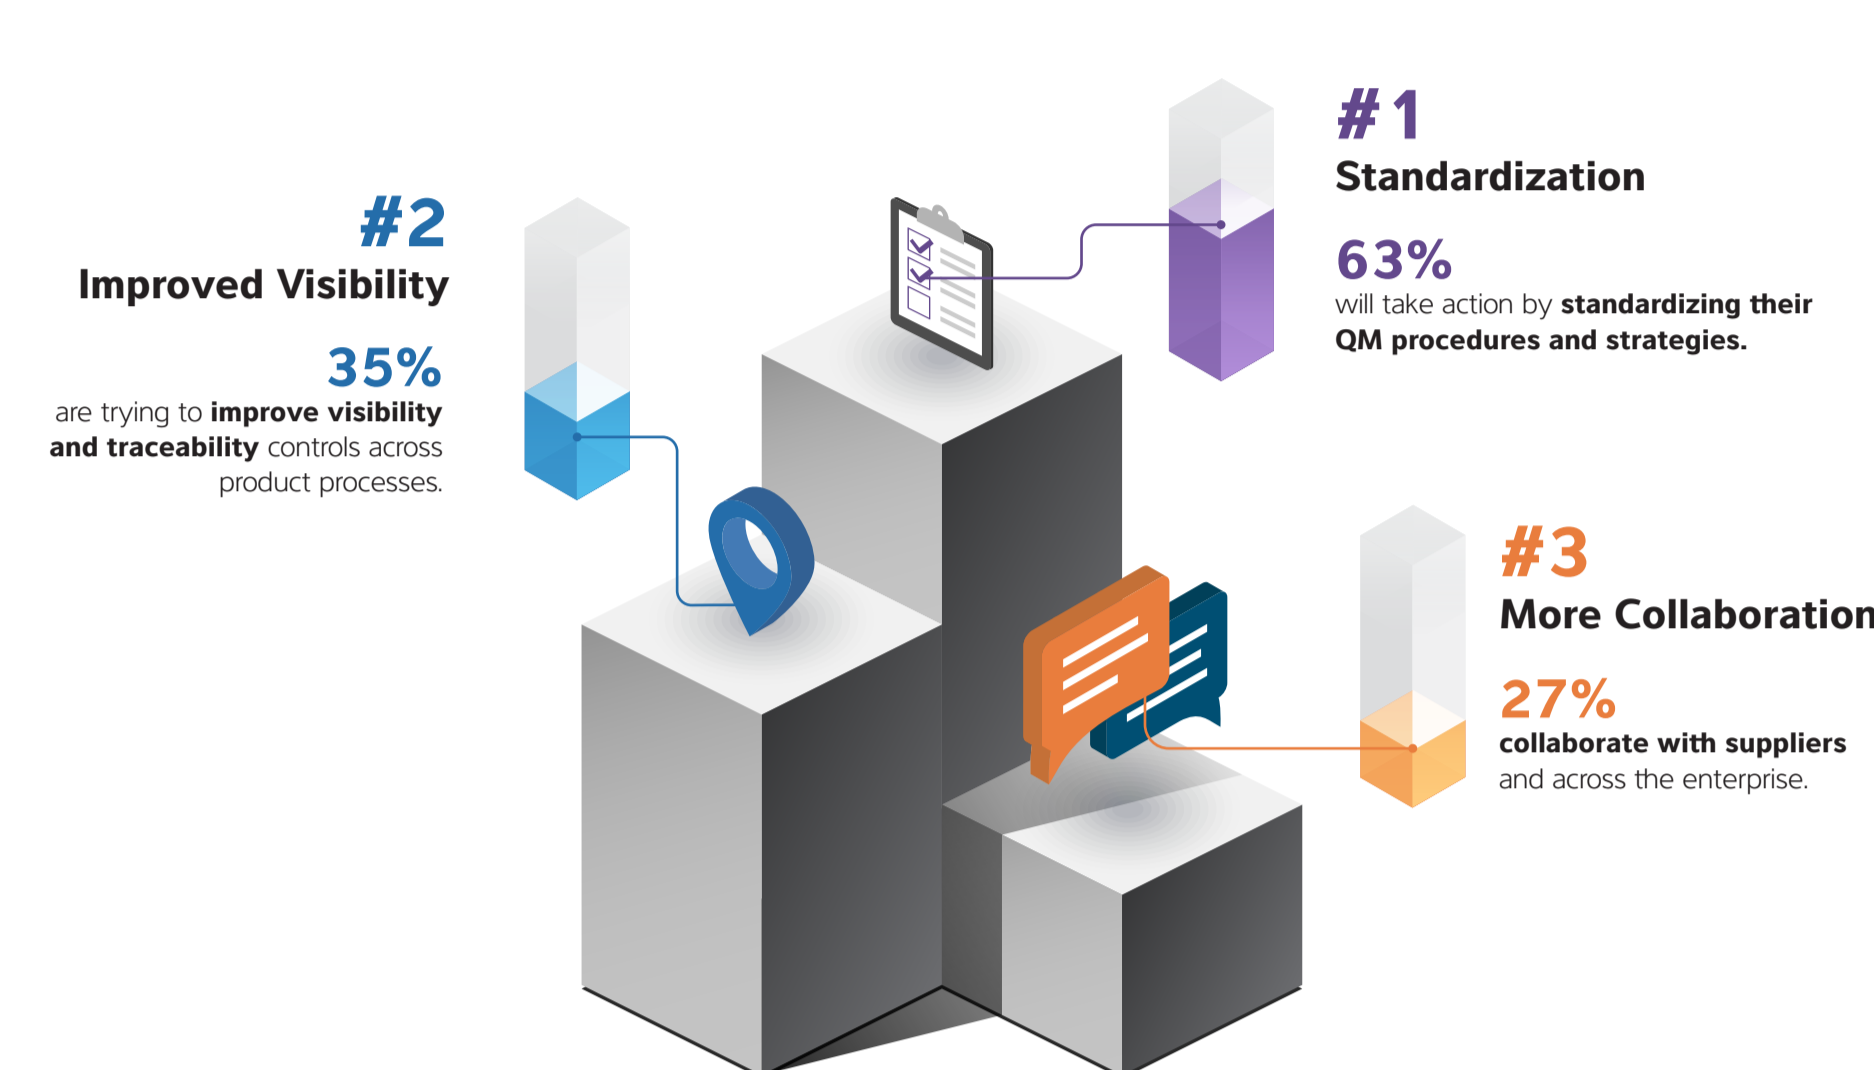 #1
Standardization
63%
will take action by standardizing their
QM procedures and strategies.
#2
Improved Visibility
35%
are trying to improve visibility
and traceability controls across
product processes.
#3
More Collaboration
27%
collaborate with suppliers
and across the enterprise.